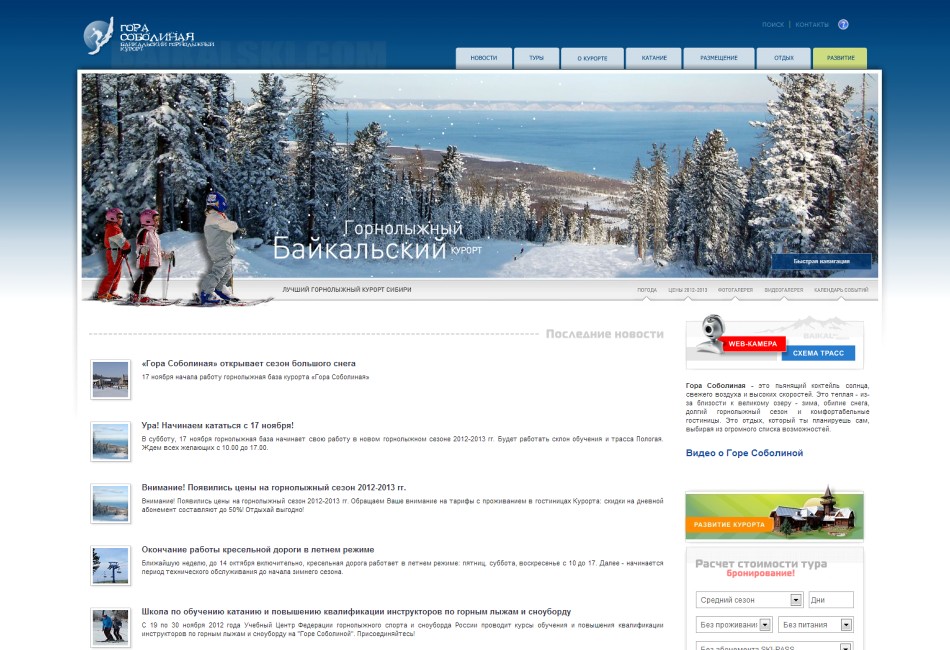 ГОРА
СОБОЛИНАЯ
БАЙКАЛЬСКИЙ ГОРНОЛЫЖНЫЙ
КУРОРТ
ПОИСК | КОНТАКТЫ ?
НОВОСТИ
ТУРЫ
О КУРОРТЕ
КАТАНИЕ
РАЗМЕЩЕНИЕ
ОТДЫХ
РАЗВИТИЕ
Горнолыжный
Байкальский КУРОРТ
Быстрая навигация
ЛУЧШИЙ ГОРНОЛЫЖНЫЙ КУРОРТ СИБИРИ
ПОГОДА
ЦЕНЫ 2012-2013
ФОТОГАЛЕРЕЯ
ВИДЕОГАЛЕРЕЯ
КАЛЕНДАРЬ СОБЫТИЙ
Последние новости
«Гора Соболиная» открывает сезон большого снега
17 ноября начала работу горнолыжная база курорта «Гора Соболиная»
Ура! Начинаем кататься с 17 ноября!
В субботу, 17 ноября горнолыжная база начинает свою работу в новом горнолыжном сезоне 2012-2013 гг. Будет работать склон обучения и трасса Пологая.
Ждем всех желающих с 10.00 до 17.00.
Внимание! Появились цены на горнолыжный сезон 2012-2013 гг.
Внимание! Появились цены на горнолыжный сезон 2012-2013 гг. Обращаем Ваше внимание на тарифы с проживанием в гостиницах Курорта: скидки на дневной
абонемент составляют до 50%! Отдыхай выгодно!
Окончание работы кресельной дороги в летнем режиме
Ближайшую неделю, до 14 октября вилючительно, кресельная дорога работает в летнем режиме: пятниц, суббота, воскресенье с 10 до 17. Далее - начинается
период технического обслуживания до начала зимнего сезона.
Школа по обучению катанию и повышению квалификации инструкторов по горным лыжам и сноуборду
С 19 по 30 ноября 2012 года Учебный Центр Федерации горнолыжного спорта и сноуборда России проводит курсы обучения и повышения квалификации
инструкторов по горным лыжам и сноуборду на "Горе Соболиной". Присоединяйтесь!
WEB-КАМЕРА
СХЕМА ТРАСС
Гора Соболиная - это пьянящий коктейль солнца,
свежего воздуха и высоких скоростей. Это теплая - из-
за близости к великому озеру - зима, обилие снега,
долгий горнолыжный сезон и комфортабельные
гостиницы. Это отдых, который ты планируешь сам,
выбирая из огромного списка возможностей.
Видео о Горе Соболиной
РАЗВИТИЕ КУРОРТА
Расчет стоимости тура
бронирование!
Средний сезон
Дни
Без проживани
Без питания
Без абонемента SKI-PASS